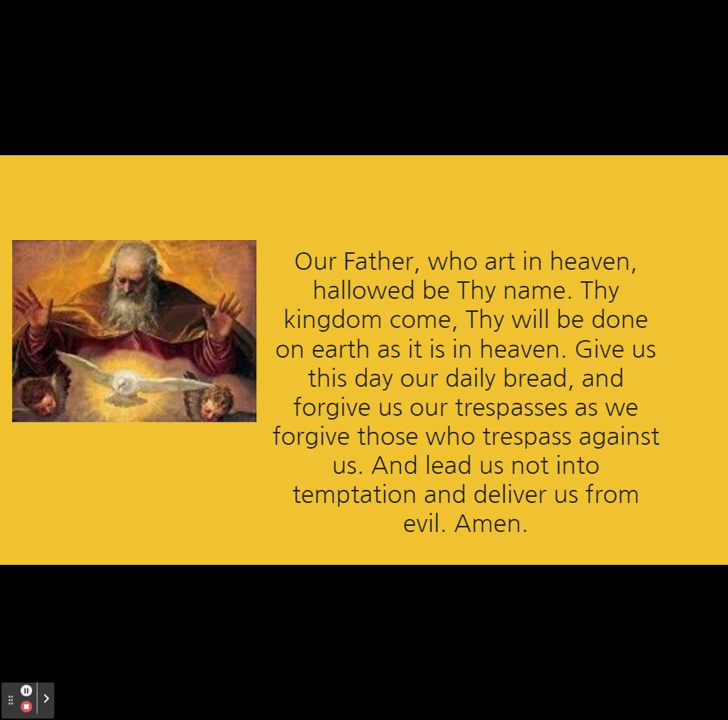 Our Father, who art in heaven,
hallowed be Thy name. Thy
kingdom come, Thy will be done
on earth as it is in heaven. Give us
this day our daily bread, and
forgive us our trespasses as we
forgive those who trespass against
us. And lead us not into
temptation and deliver us from
evil. Amen.